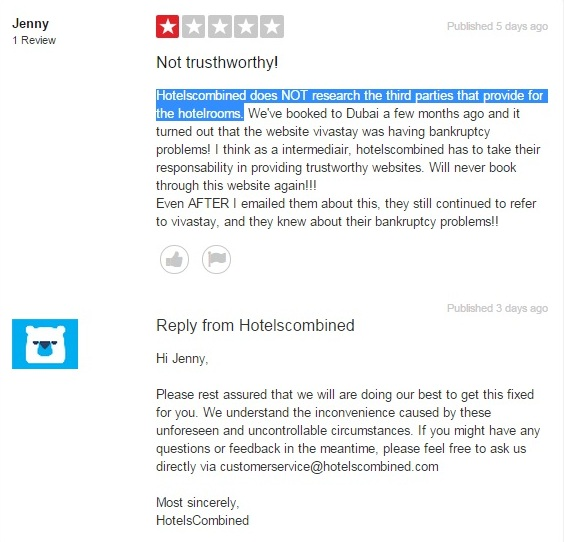 Jenny
1 Review
Published 5 days ago
Not trusthworthy!
Hotelscombined does NOT research the third parties that provide for
the hotelrooms. We've booked to Dubai a few months ago and it
turned out that the website vivastay was having bankruptcy
problems! I think as a intermediair, hotelscombined has to take their
responsability in providing trustworthy websites. Will never book
through this website again!!!
Even AFTER I emailed them about this, they still continued to refer
to vivastay, and they knew about their bankruptcy problems!!
Published 3 days ago
Reply from Hotelscombined
Hi Jenny,
Please rest assured that we will are doing our best to get this fixed
for you. We understand the inconvenience caused by these
unforeseen and uncontrollable circumstances. If you might have any
questions or feedback in the meantime, please feel free to ask us
directly via customerservice@hotelscombined.com
Most sincerely,
HotelsCombined